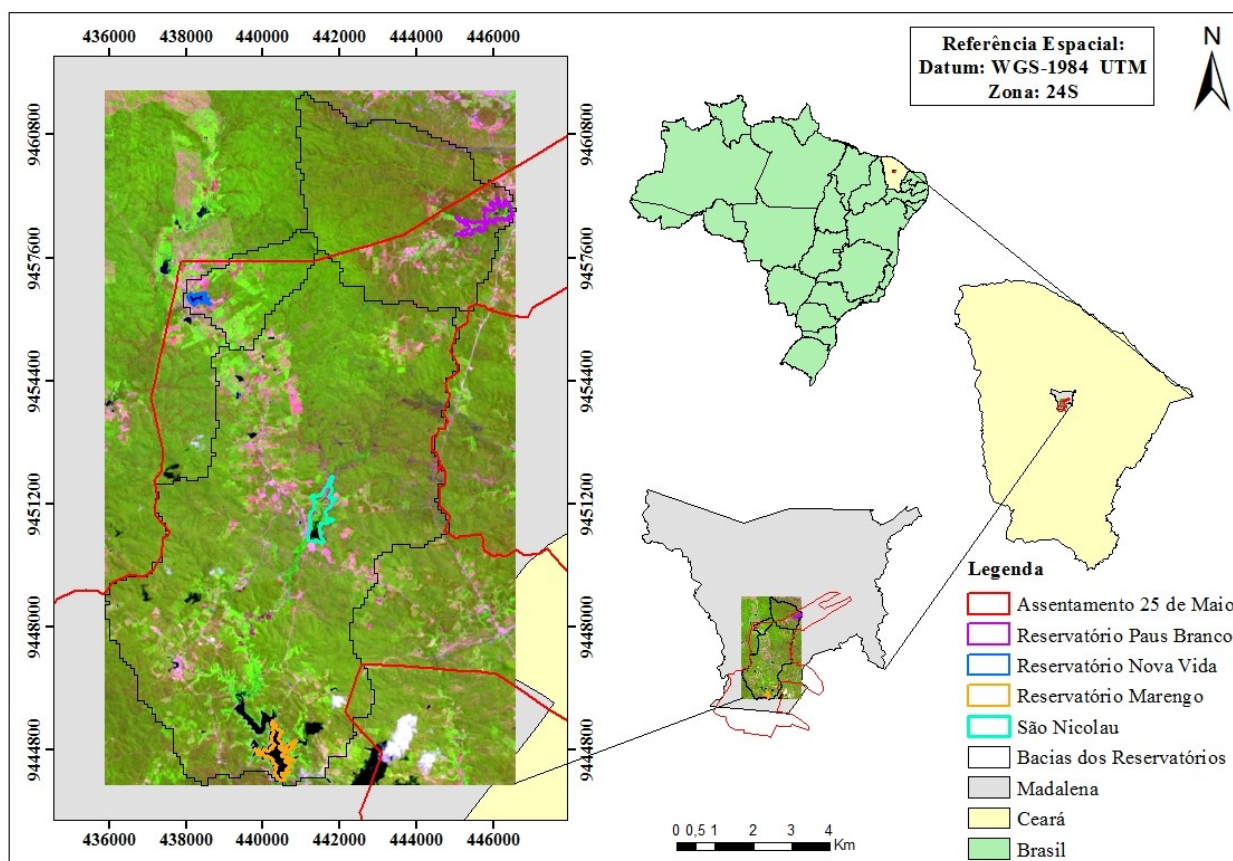 436000 438000 440000 442000 444000 446000
9460800
9457600
9454400
9451200
9448000
9444800
9460800
9457600
9454400
9451200
9448000
9444800
436000 438000 440000 442000 444000 446000
Referência Espacial:
Datum: WGS-1984 UTM
Zona: 24S
N
Legenda
Assentamento 25 de Maio
Reservatório Paus Branco
Reservatório Nova Vida
Reservatório Marengo
São Nicolau
Bacias dos Reservatórios
Madalena
Ceará
Brasil
0 0,5 1 2 3 4
Km